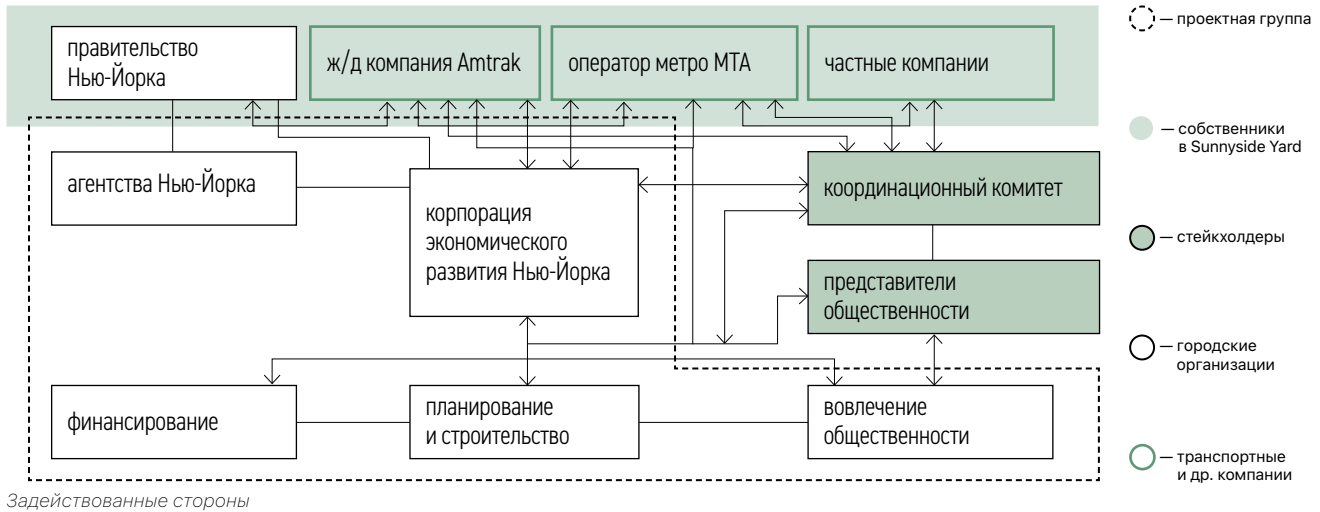 правительство
Нью-Йорка
ж/д компания Amtrak
оператор метро МТА
частные компании
агентства Нью-Йорка
корпорация
экономического
развития Нью-Йорка
координационный комитет
представители
общественности
финансирование
планирование
и строительство
вовлечение
общественности
— проектная группа
— собственники
в Sunnyside Yard
— стейкхолдеры
— городские
организации
— транспортные
и др. компании
Задействованные стороны